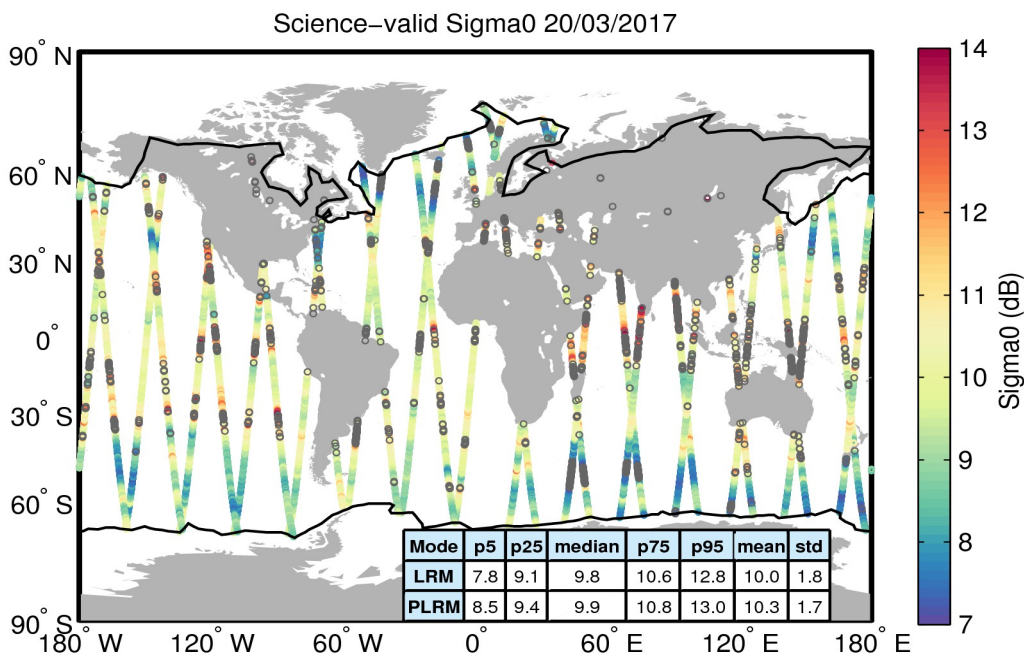 Science−valid Sigma0 20/03/2017
90° N
60° N
30° N
0°
30° S
60° S
90° S
180° W
120° W
60° W
0°
60° E
120° E
180° E
Mode p5 p25 median p75 p95 mean std
LRM 7.8 9.1 9.8 10.6 12.8 10.0 1.8
PLRM 8.5 9.4 9.9 10.8 13.0 10.3 1.7
14
13
12
11
10
9
8
7
Sigma0 (dB)